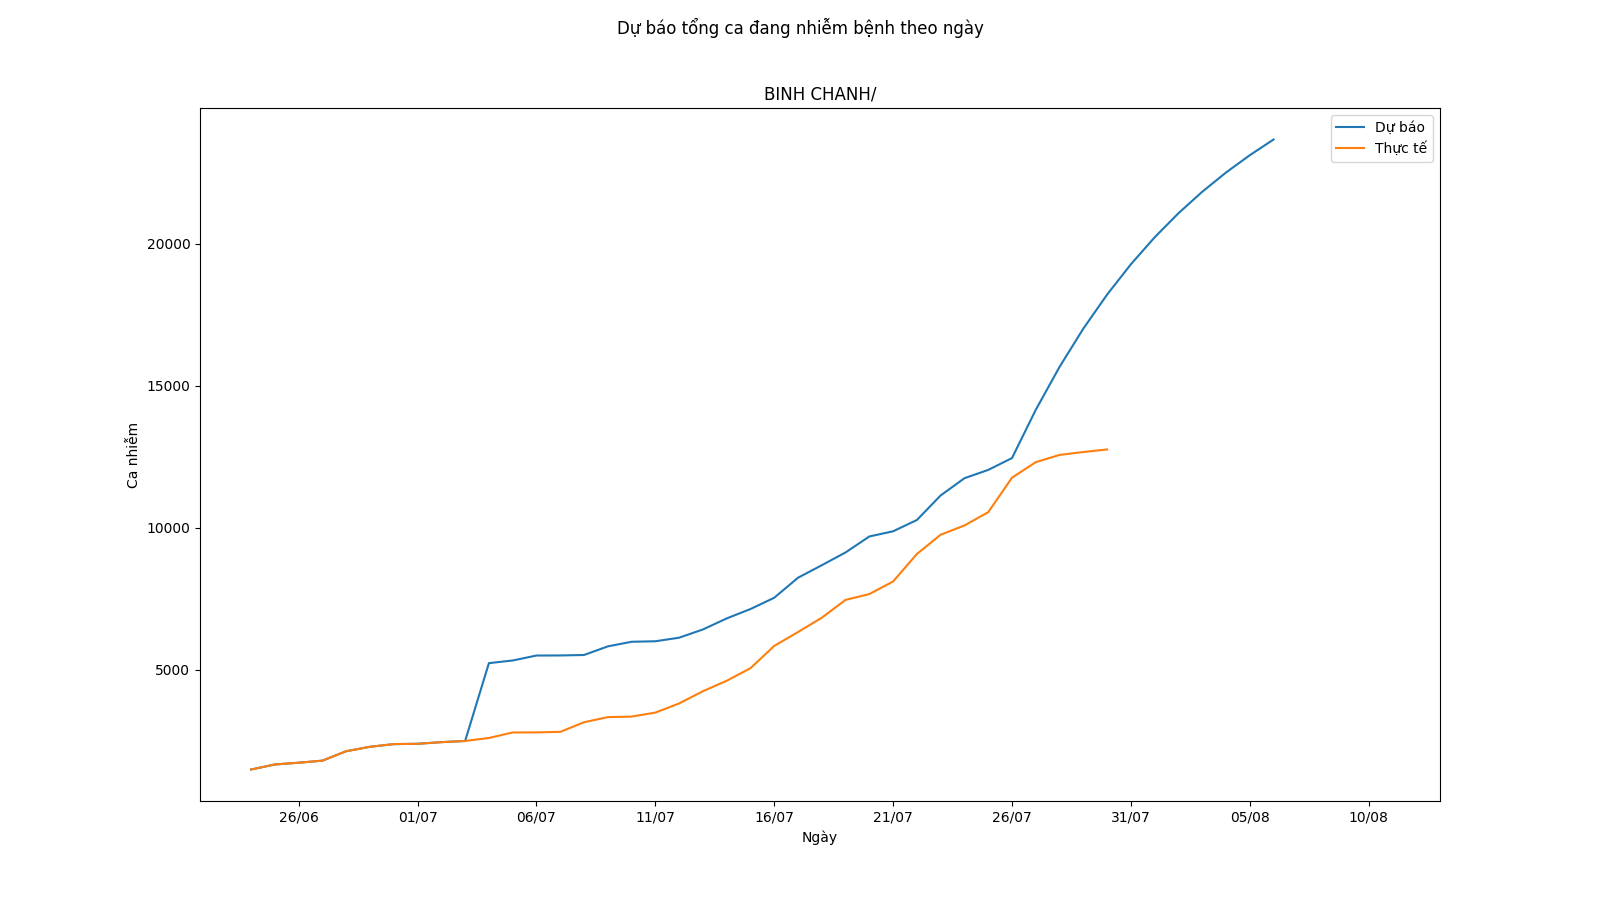 Dự báo tổng ca đang nhiễm bệnh theo ngày
BINH CHANH/
Dự báo
Thực tế
20000
15000
10000
5000
Ca nhiễm
26/06 01/07 06/07 11/07 16/07 21/07 26/07 31/07 05/08 10/08
Ngày